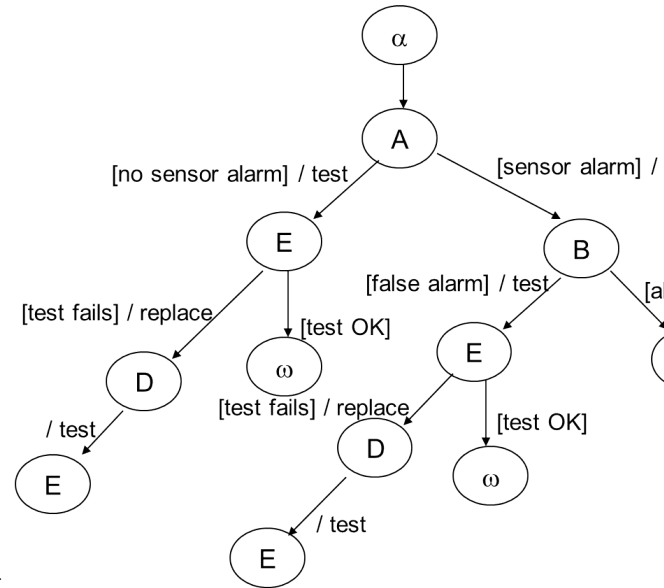 α
A
[no sensor alarm] / test
[sensor alarm] /
E
B
[false alarm] / test
[test fails] / replace
[test OK]
E
ω
D
[test fails] / replace
[test OK]
/ test
D
E
ω
/ test
E